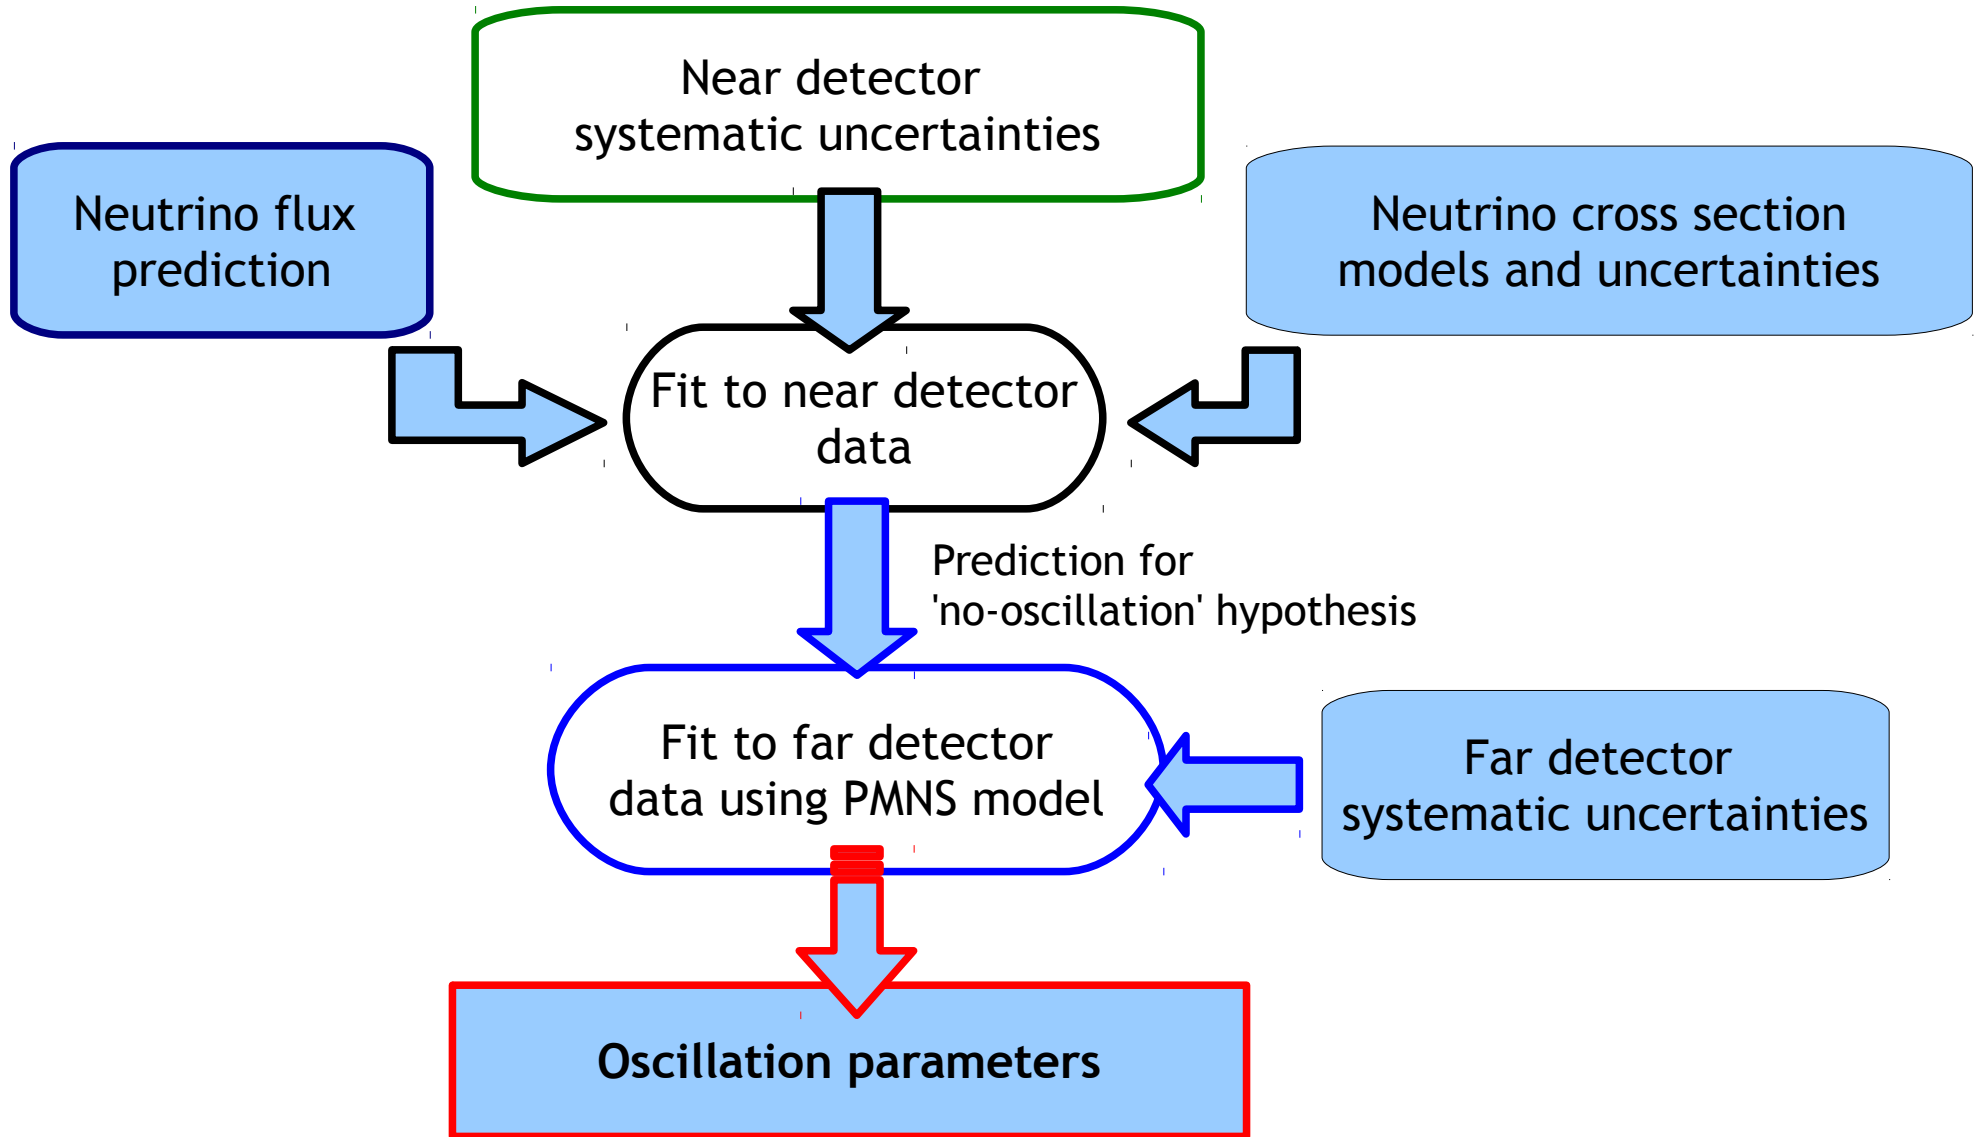 Near detector
systematic uncertainties
Neutrino flux
prediction
Neutrino cross section
models and uncertainties
Fit to near detector
data
Prediction for
'no-oscillation' hypothesis
Fit to far detector
data using PMNS model
Far detector
systematic uncertainties
Oscillation parameters